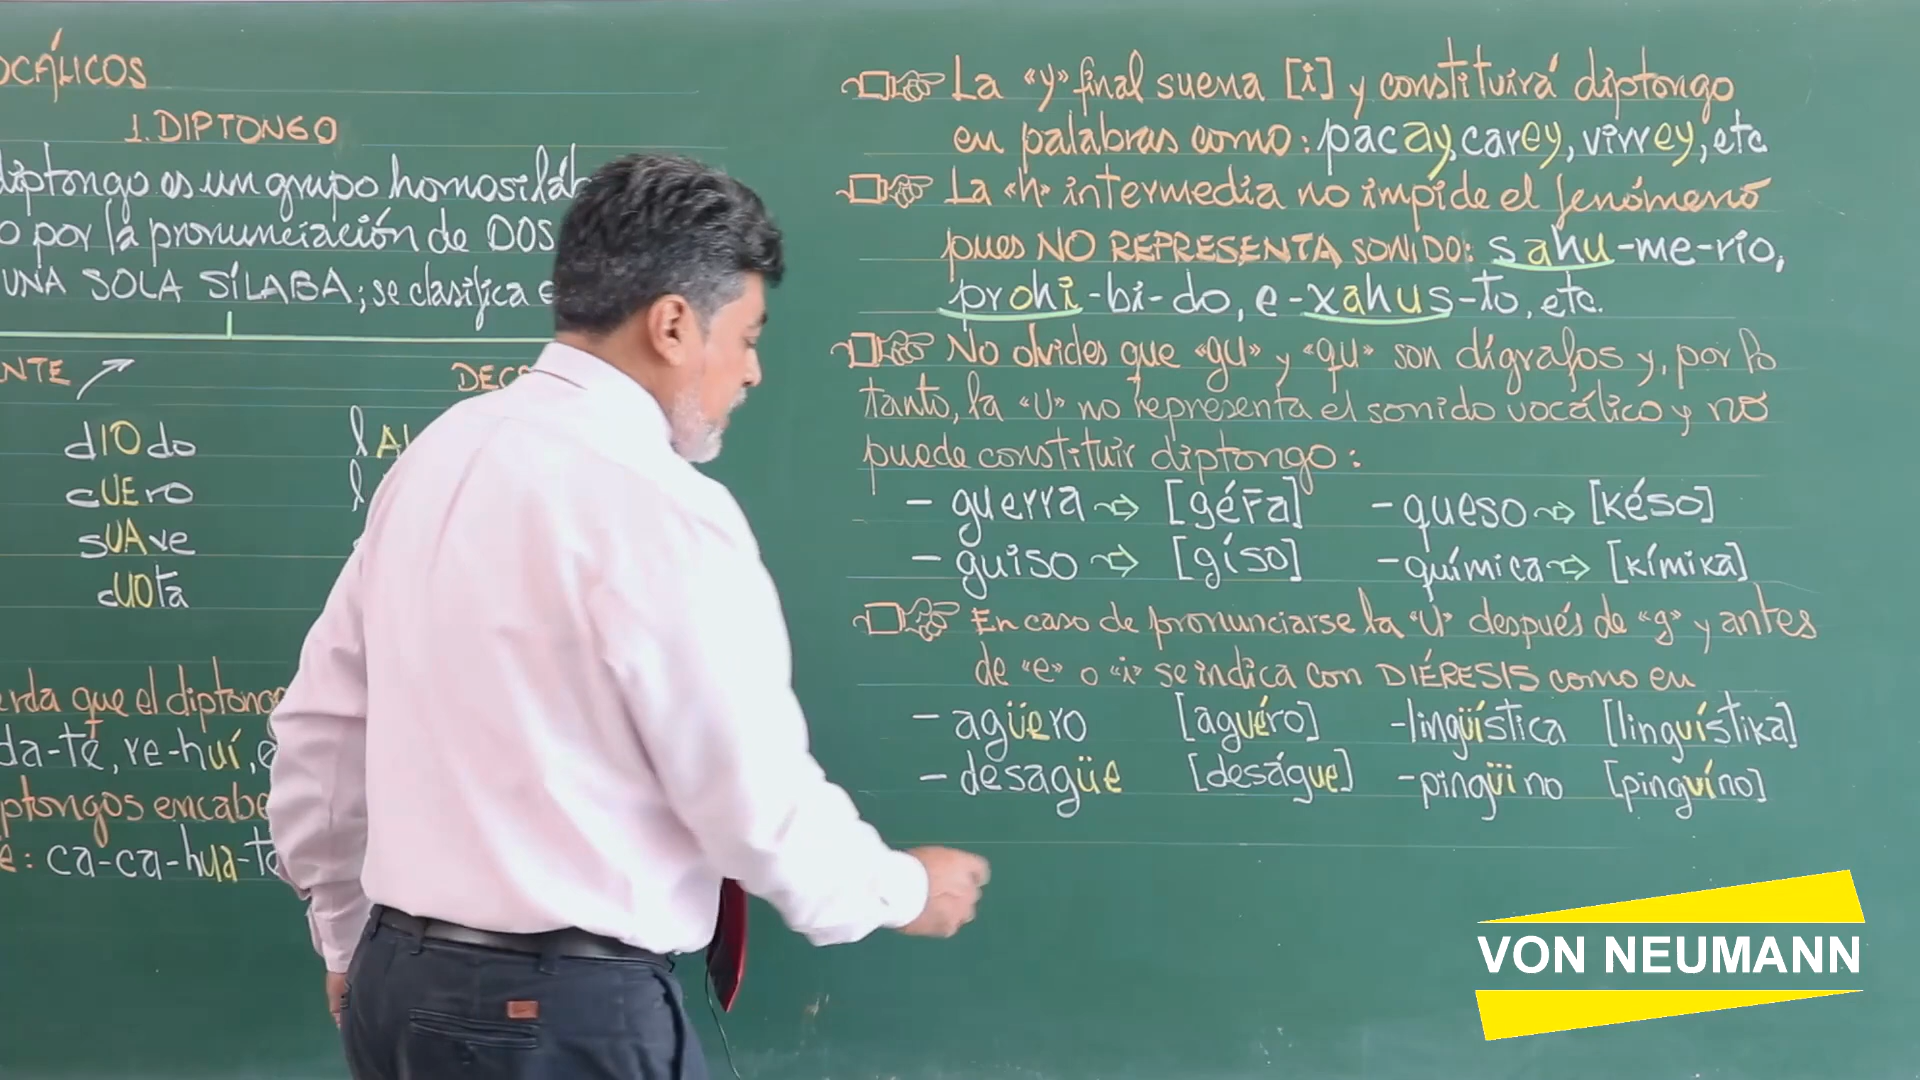 OCÁLICOS
1. DIPTONGO
diptongo es un grupo homosiláb
o por la pronunciación de DOS
UNA SOLA SÍLABA; se clasifica e
NTE DEC
dIOdo lAU
cUEro l
sUAve
cUOta
erda que el diptongo
da-te, re-huí, e
ptongos encabe
e: ca-ca-hua-te
La «y» final suena [i] y constituirá diptongo
en palabras como: pacay, carey, virrey, etc
La «h» intermedia no impide el fenómeno
pues NO REPRESENTA SONIDO: sahu-me-rio,
prohi-bi-do, e-xahus-to, etc.
No olvides que «gu» y «qu» son dígrafos y, por lo
tanto, la «U» no representa el sonido vocálico y no
puede constituir diptongo:
- guerra [gér̄a] - queso [késo]
- guiso [gíso] - química [kímika]
En caso de pronunciarse la «U» después de «g» y antes
de «e» o «i» se indica con DIÉRESIS como en
- agüero [aguéro] - lingüística [linguístika]
- desagüe [deságue] - pingüino [pinguíno]
VON NEUMANN